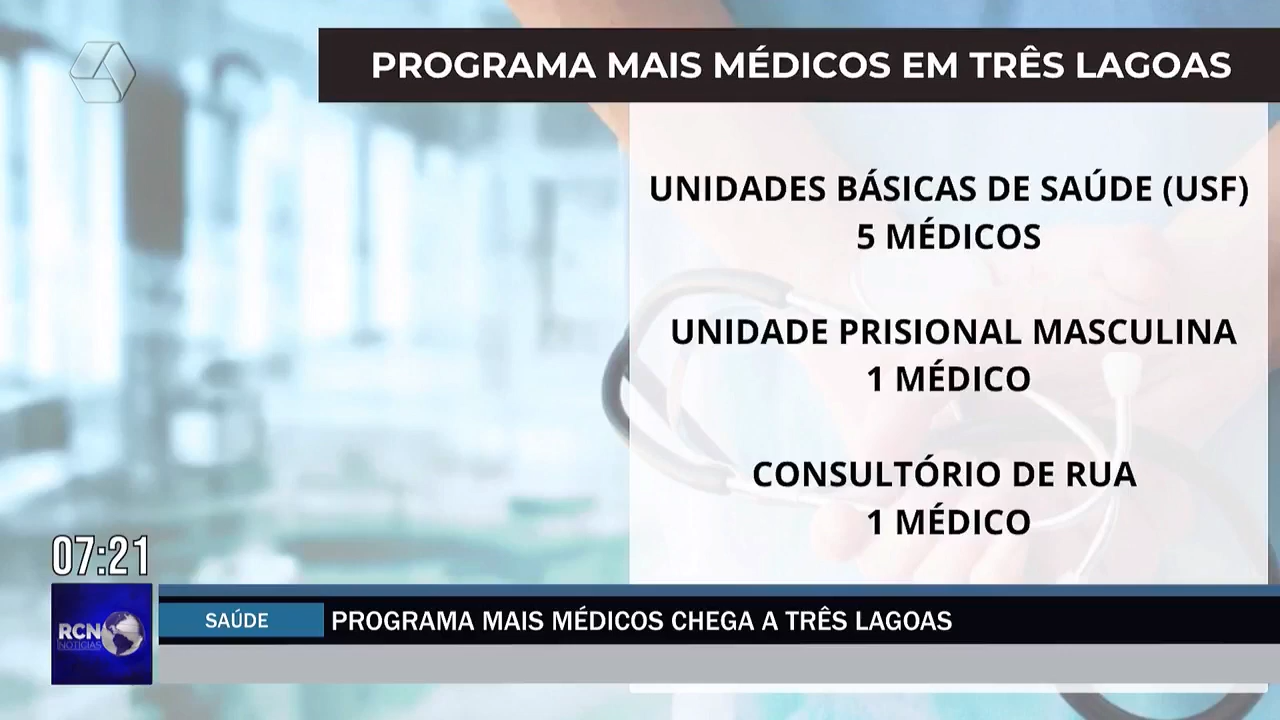 PROGRAMA MAIS MÉDICOS EM TRÊS LAGOAS
UNIDADES BÁSICAS DE SAÚDE (USF)
5 MÉDICOS
UNIDADE PRISIONAL MASCULINA
1 MÉDICO
CONSULTÓRIO DE RUA
1 MÉDICO
07:21
RCN
NOTÍCIAS
SAÚDE
PROGRAMA MAIS MÉDICOS CHEGA A TRÊS LAGOAS